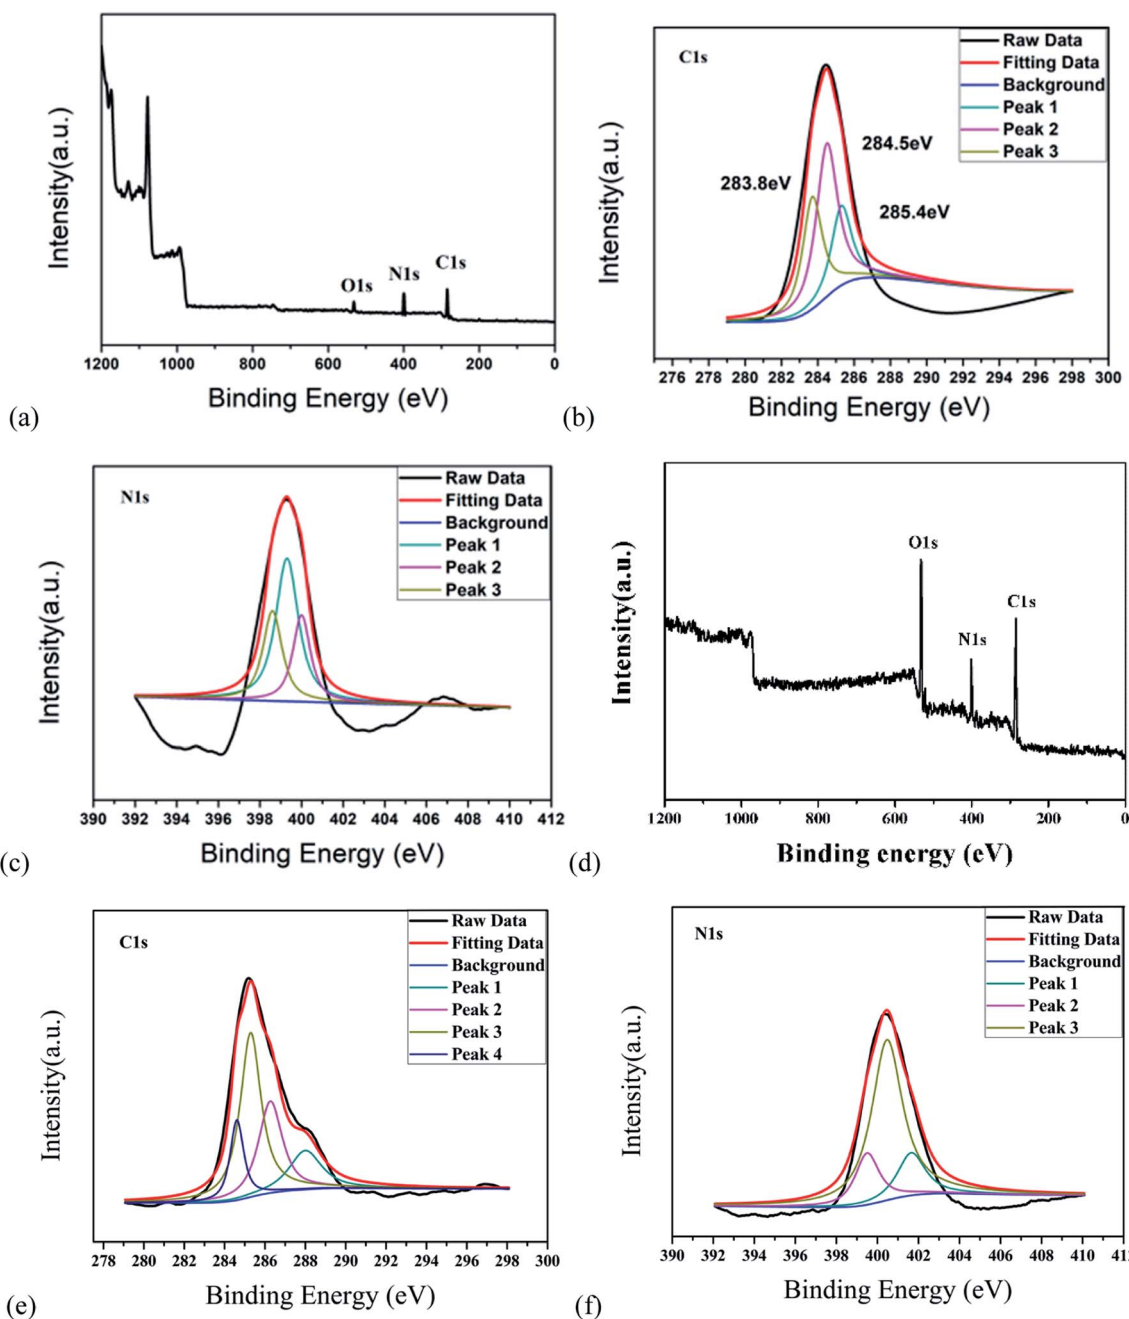 Intensity(a.u.)
O1s
N1s
C1s
1200 1000 800 600 400 200 0
Binding Energy (eV)
(a)
C1s
Raw Data
Fitting Data
Background
Peak 1
Peak 2
Peak 3
284.5eV
283.8eV
285.4eV
Intensity(a.u.)
276 278 280 282 284 286 288 290 292 294 296 298 300
Binding Energy (eV)
(b)
N1s
Raw Data
Fitting Data
Background
Peak 1
Peak 2
Peak 3
Intensity(a.u.)
390 392 394 396 398 400 402 404 406 408 410 412
Binding Energy (eV)
(c)
O1s
N1s
C1s
Intensity(a.u.)
1200 1000 800 600 400 200 0
Binding energy (eV)
(d)
C1s
Raw Data
Fitting Data
Background
Peak 1
Peak 2
Peak 3
Peak 4
Intensity(a.u.)
278 280 282 284 286 288 290 292 294 296 298 300
Binding Energy (eV)
(e)
N1s
Raw Data
Fitting Data
Background
Peak 1
Peak 2
Peak 3
Intensity(a.u.)
390 392 394 396 398 400 402 404 406 408 410
Binding Energy (eV)
(f)